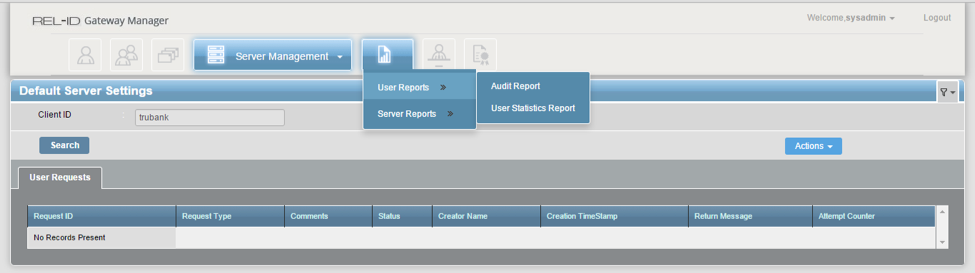 REL-ID Gateway Manager
Welcome,sysadmin
Logout
Server Management
User Reports »
Audit Report
User Statistics Report
Server Reports »
Default Server Settings
Client ID : trubank
Search
Actions
User Requests
Request ID Request Type Comments Status Creator Name Creation TimeStamp Return Message Attempt Counter
No Records Present